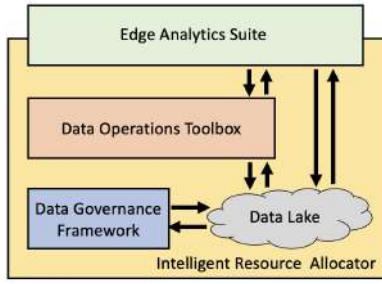 Edge Analytics Suite
Data Operations Toolbox
Data Governance
Framework
Data Lake
Intelligent Resource Allocator